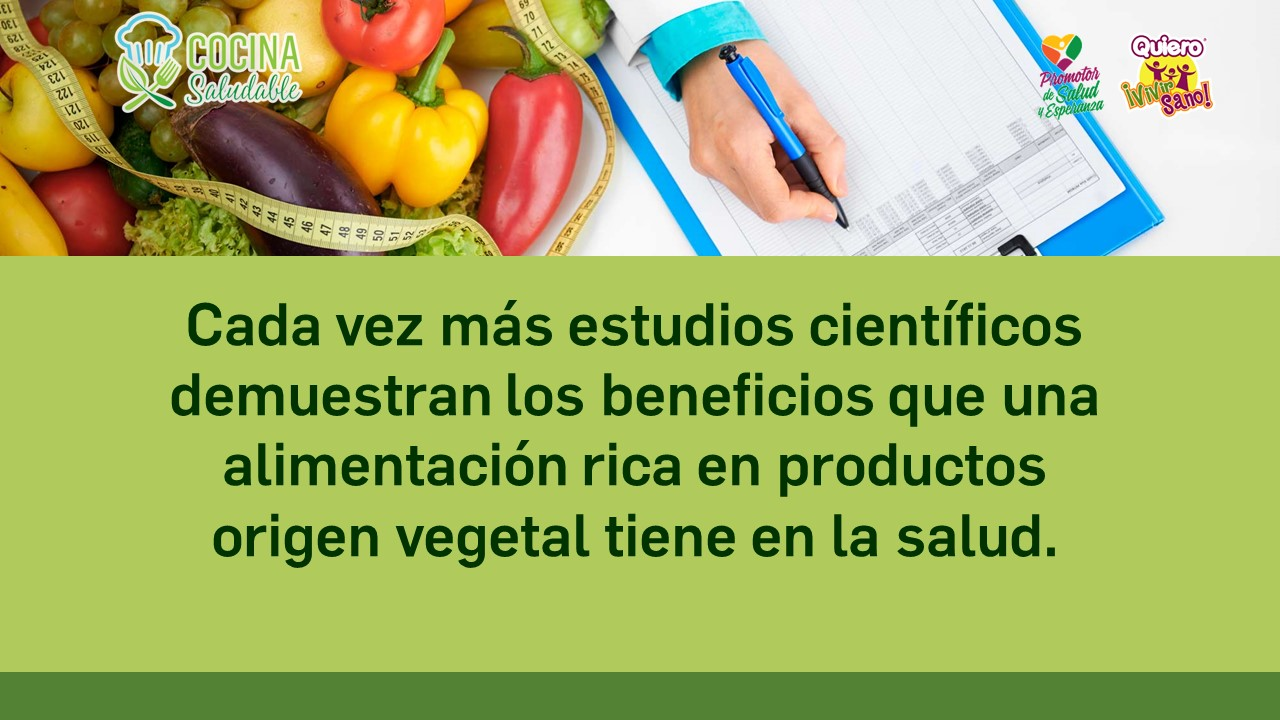 COCINA
Saludable
Promotor
de Salud
y Esperanza
Quiero
¡Vivir
Sano!
Cada vez más estudios científicos
demuestran los beneficios que una
alimentación rica en productos
origen vegetal tiene en la salud.